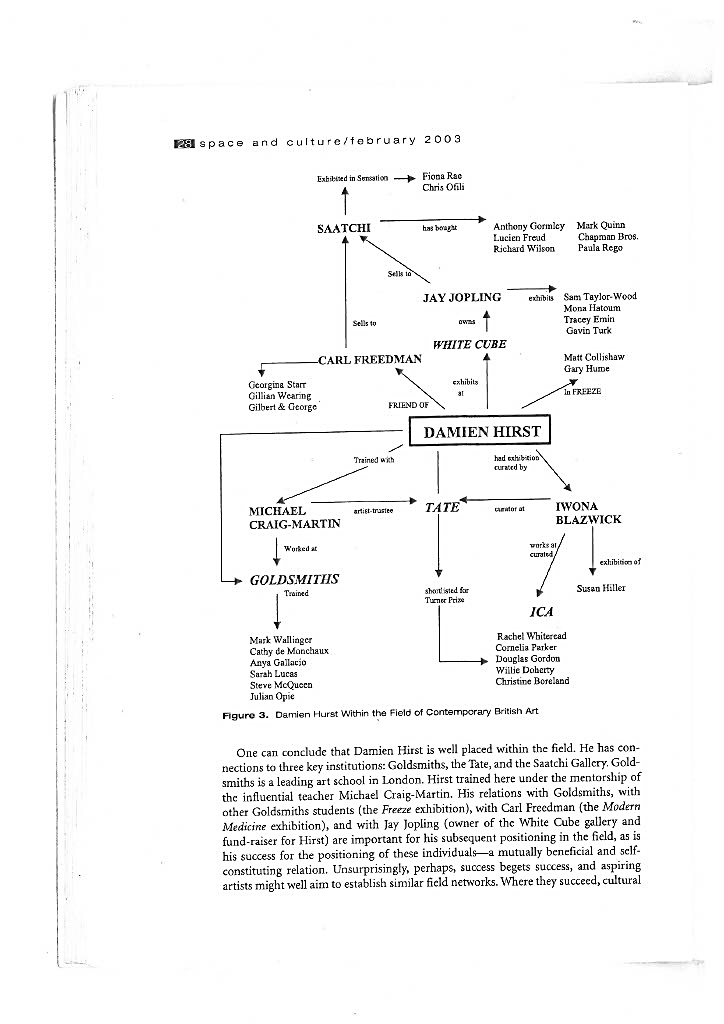 28 space and culture/february 2003
Exhibited in Sensation
Fiona Rae
Chris Ofili
SAATCHI
has bought
Anthony Gormley
Lucien Freud
Richard Wilson
Mark Quinn
Chapman Bros.
Paula Rego
Sells to
JAY JOPLING
exhibits
Sam Taylor-Wood
Mona Hatoum
Tracey Emin
Gavin Turk
Sells to
owns
WHITE CUBE
CARL FREEDMAN
Matt Collishaw
Gary Hume
Georgina Starr
Gillian Wearing
Gilbert & George
exhibits
at
In FREEZE
FRIEND OF
DAMIEN HIRST
Trained with
had exhibition
curated by
MICHAEL
CRAIG-MARTIN
artist-trustee
TATE
curator at
IWONA
BLAZWICK
Worked at
works at/
curated
exhibition of
GOLDSMITHS
Trained
shortlisted for
Turner Prize
Susan Hiller
ICA
Mark Wallinger
Cathy de Monchaux
Anya Gallacio
Sarah Lucas
Steve McQueen
Julian Opie
Rachel Whiteread
Cornelia Parker
Douglas Gordon
Willie Doherty
Christine Boreland
Figure 3. Damien Hurst Within the Field of Contemporary British Art
One can conclude that Damien Hirst is well placed within the field. He has con-
nections to three key institutions: Goldsmiths, the Tate, and the Saatchi Gallery. Gold-
smiths is a leading art school in London. Hirst trained here under the mentorship of
the influential teacher Michael Craig-Martin. His relations with Goldsmiths, with
other Goldsmiths students (the Freeze exhibition), with Carl Freedman (the Modern
Medicine exhibition), and with Jay Jopling (owner of the White Cube gallery and
fund-raiser for Hirst) are important for his subsequent positioning in the field, as is
his success for the positioning of these individuals—a mutually beneficial and self-
constituting relation. Unsurprisingly, perhaps, success begets success, and aspiring
artists might well aim to establish similar field networks. Where they succeed, cultural